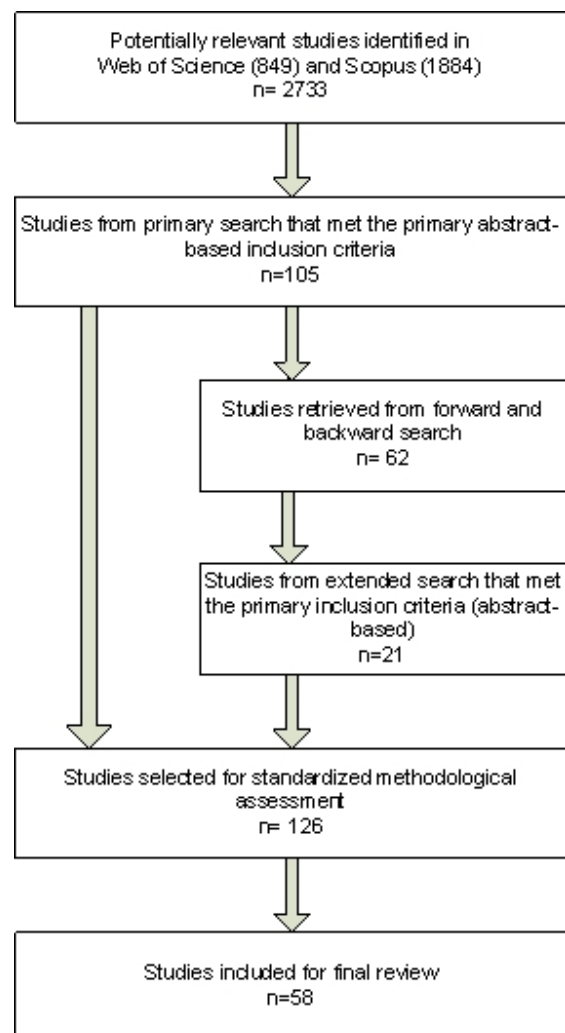 Potentially relevant studies identified in
Web of Science (849) and Scopus (1884)
n= 2733
Studies from primary search that met the primary abstract-
based inclusion criteria
n=105
Studies retrieved from forward and
backward search
n= 62
Studies from extended search that met
the primary inclusion criteria (abstract-
based)
n=21
Studies selected for standardized methodological
assessment
n= 126
Studies included for final review
n=58